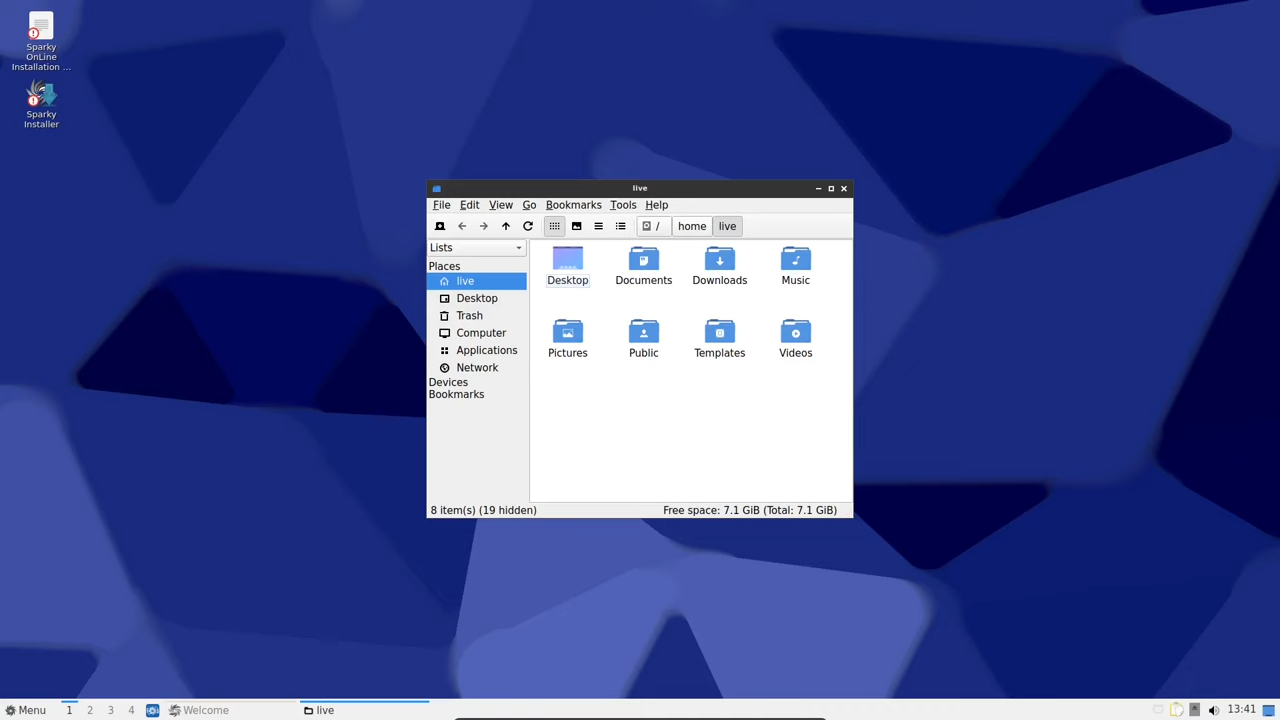 Sparky
OnLine
Installation ...
Sparky
Installer
live
File Edit View Go Bookmarks Tools Help
/ home live
Lists
Places
live
Desktop
Trash
Computer
Applications
Network
Devices
Bookmarks
Desktop Documents Downloads Music
Pictures Public Templates Videos
8 item(s) (19 hidden) Free space: 7.1 GiB (Total: 7.1 GiB)
Menu 1 2 3 4 Welcome live 13:41